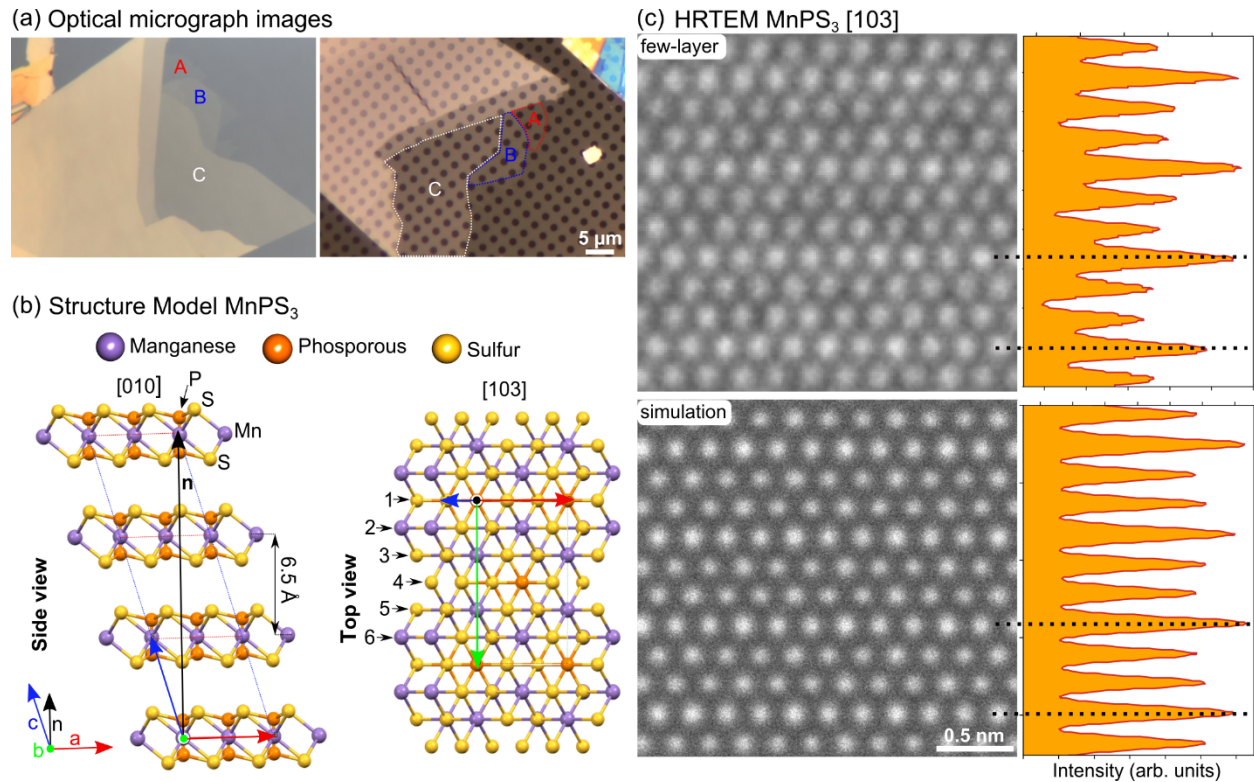 (a) Optical micrograph images
A
B
C
A
B
C
5 µm
(b) Structure Model MnPS3
Manganese
Phosporous
Sulfur
[010]
P
S
Mn
S
n
6.5 Å
Side view
c
n
b
a
[103]
1
2
3
4
5
6
Top view
(c) HRTEM MnPS3 [103]
few-layer
simulation
0.5 nm
Intensity (arb. units)